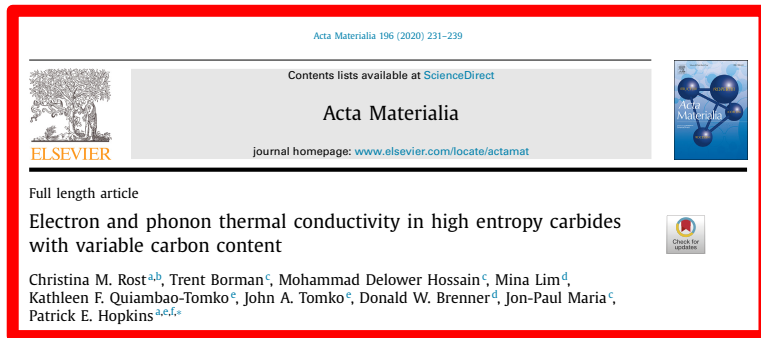 Acta Materialia 196 (2020) 231–239
Contents lists available at ScienceDirect
Acta Materialia
journal homepage: www.elsevier.com/locate/actamat
ELSEVIER
Acta
Materialia
Full length article
Electron and phonon thermal conductivity in high entropy carbides
with variable carbon content
Check for
updates
Christina M. Rost a,b, Trent Borman c, Mohammad Delower Hossain c, Mina Lim d,
Kathleen F. Quiambao-Tomko e, John A. Tomko e, Donald W. Brenner d, Jon-Paul Maria c,
Patrick E. Hopkins a,e,f,∗